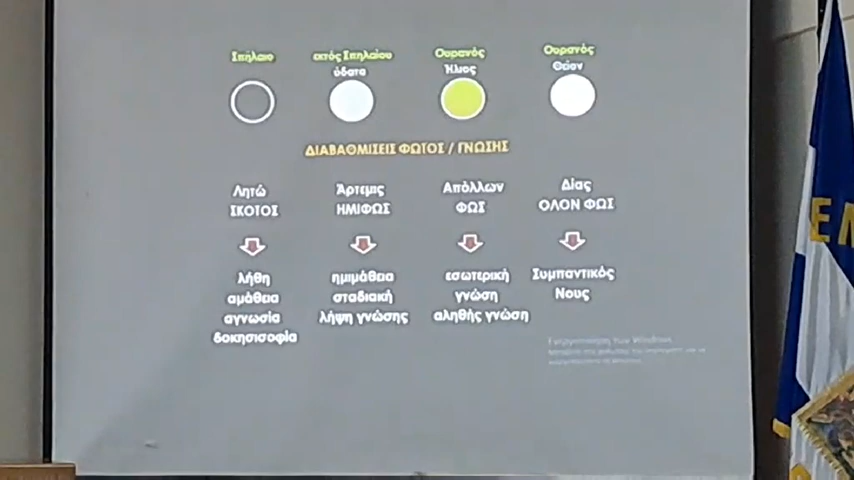 Σπήλαιο
εκτός Σπηλαίου
ύδατα
Ουρανός
Ήλιος
Ουρανός
Θείον
ΔΙΑΒΑΘΜΙΣΕΙΣ ΦΩΤΟΣ / ΓΝΩΣΗΣ
Λητώ
ΣΚΟΤΟΣ
Άρτεμις
ΗΜΙΦΩΣ
Απόλλων
ΦΩΣ
Δίας
ΟΛΟΝ ΦΩΣ
λήθη
αμάθεια
αγνωσία
δοκησισοφία
ημιμάθεια
σταδιακή
λήψη γνώσης
εσωτερική
γνώση
αληθής γνώση
Συμπαντικός
Νους
Ενεργοποίηση των Windows